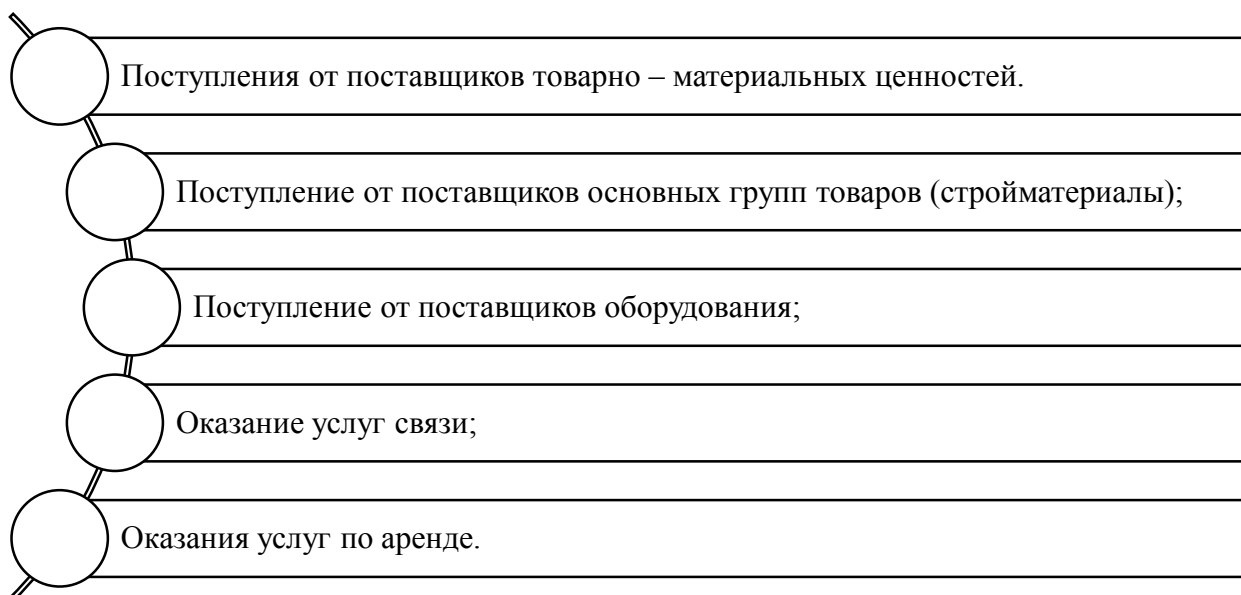 Поступления от поставщиков товарно – материальных ценностей.
Поступление от поставщиков основных групп товаров (стройматериалы);
Поступление от поставщиков оборудования;
Оказание услуг связи;
Оказания услуг по аренде.